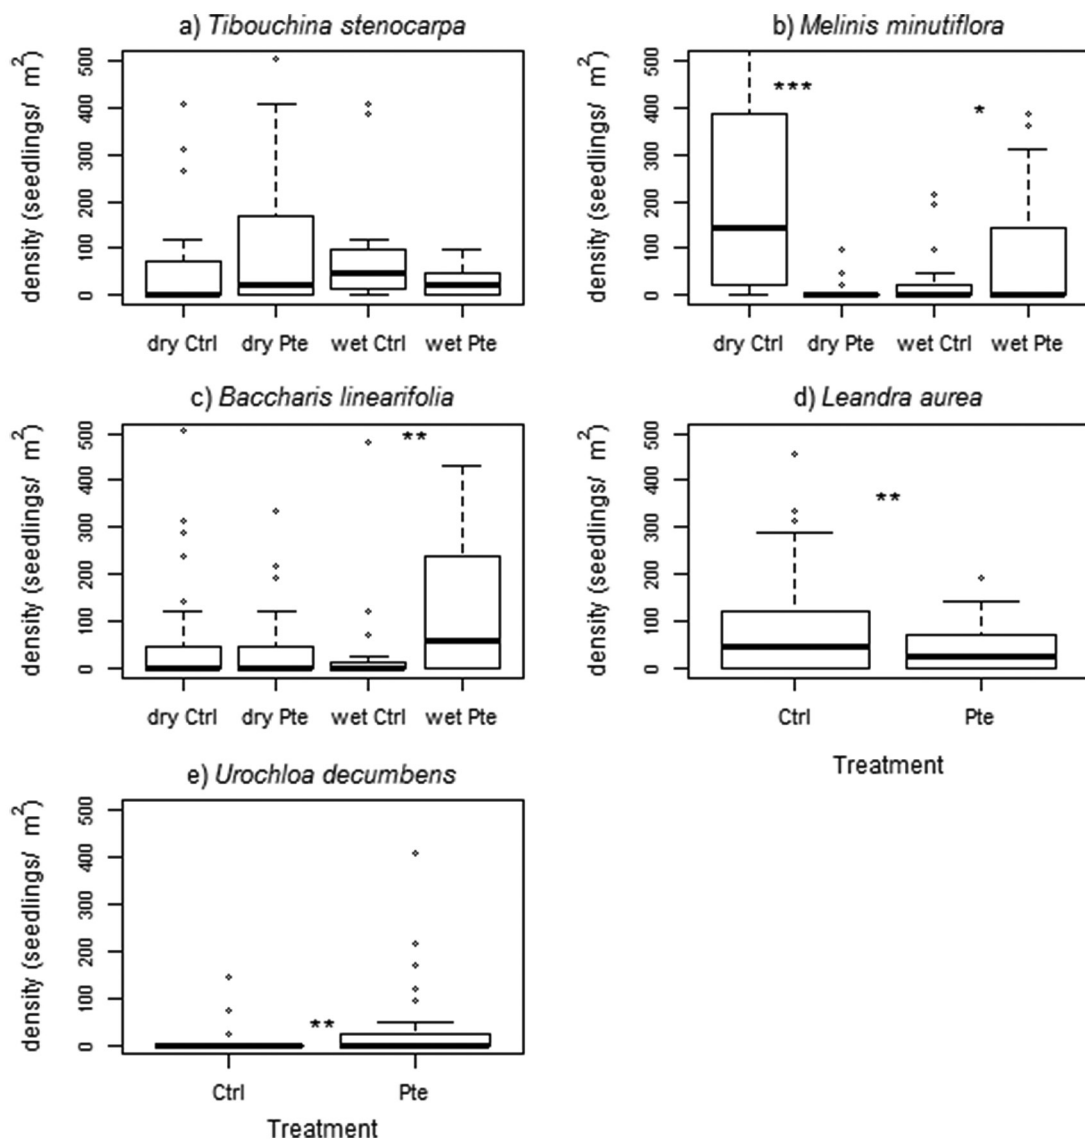 a) Tibouchina stenocarpa
density (seedlings/ m2)
500
400
300
200
100
0
dry Ctrl dry Pte wet Ctrl wet Pte
b) Melinis minutiflora
density (seedlings/ m2)
500
400
300
200
100
0
***
*
dry Ctrl dry Pte wet Ctrl wet Pte
c) Baccharis linearifolia
density (seedlings/ m2)
500
400
300
200
100
0
**
dry Ctrl dry Pte wet Ctrl wet Pte
d) Leandra aurea
density (seedlings/ m2)
500
400
300
200
100
0
**
Ctrl Pte
Treatment
e) Urochloa decumbens
density (seedlings/ m2)
500
400
300
200
100
0
**
Ctrl Pte
Treatment